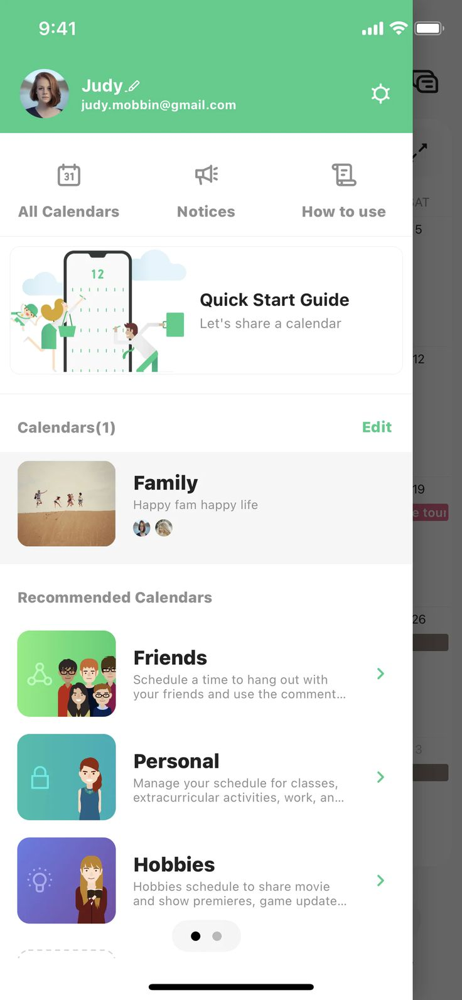 9:41
Judy
judy.mobbin@gmail.com
31
All Calendars
Notices
How to use
12
Quick Start Guide
Let's share a calendar
Calendars(1)
Edit
Family
Happy fam happy life
Recommended Calendars
Friends
Schedule a time to hang out with
your friends and use the comment...
Personal
Manage your schedule for classes,
extracurricular activities, work, an...
Hobbies
Hobbies schedule to share movie
and show premieres, game update...
SAT
5
12
19
e tour
26
3